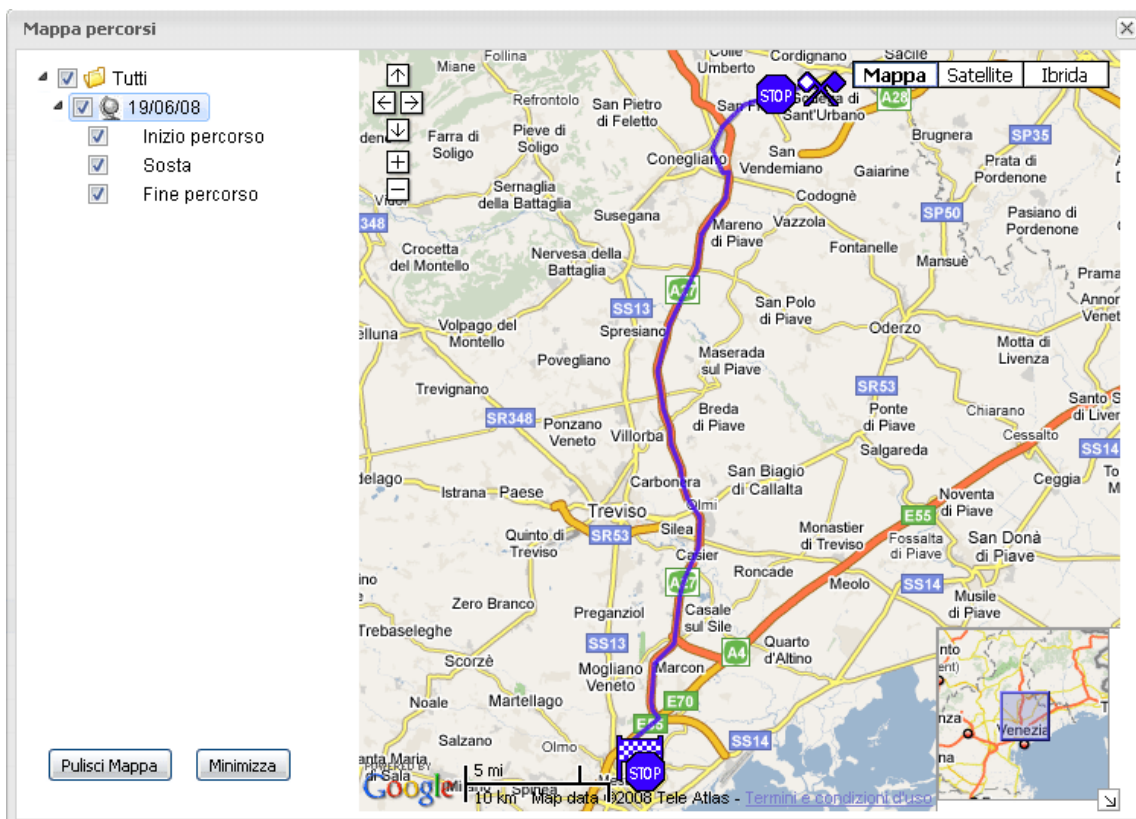 Mappa percorsi
Tutti
19/06/08
Inizio percorso
Sosta
Fine percorso
Pulisci Mappa
Minimizza
Mappa
Satellite
Ibrida
Follina
Miane
Colle
Umberto
Cordignano
Sacile
STOP
Sant'Urbano
A28
Refrontolo
San Pietro
di Feletto
Farra di
Soligo
Pieve di
Soligo
Conegliano
San
Vendemiano
Brugnera
SP35
Gaiarine
Prata di
Pordenone
Sernaglia
della Battaglia
Codognè
348
Susegana
Mareno
di Piave
Vazzola
SP50
Pasiano di
Pordenone
Crocetta
del Montello
Nervesa della
Battaglia
Fontanelle
Mansuè
A27
SS13
San Polo
di Piave
Volpago del
Montello
Spresiano
Oderzo
Motta di
Livenza
Povegliano
Maserada
sul Piave
Trevignano
SR53
SR348
Ponzano
Veneto
Villorba
Breda
di Piave
Ponte
di Piave
Chiarano
Cessalto
Salgareda
SS14
Carbonera
San Biagio
di Callalta
Ceggia
Istrana
Paese
Noventa
di Piave
Treviso
Olmi
E55
SR53
Silea
Quinto di
Treviso
Monastier
di Treviso
Fossalta
di Piave
San Donà
di Piave
Casier
Roncade
A27
Meolo
SS14
Musile
di Piave
Zero Branco
Preganziol
Casale
sul Sile
Trebaseleghe
SS13
Quarto
d'Altino
A4
Scorzè
Mogliano
Veneto
Marcon
Noale
Martellago
E70
Venezia
Salzano
Olmo
SS14
STOP
POWERED BY
Google
Spinea
5 mi
10 km
Map data ©2008 Tele Atlas - Termini e condizioni d'uso